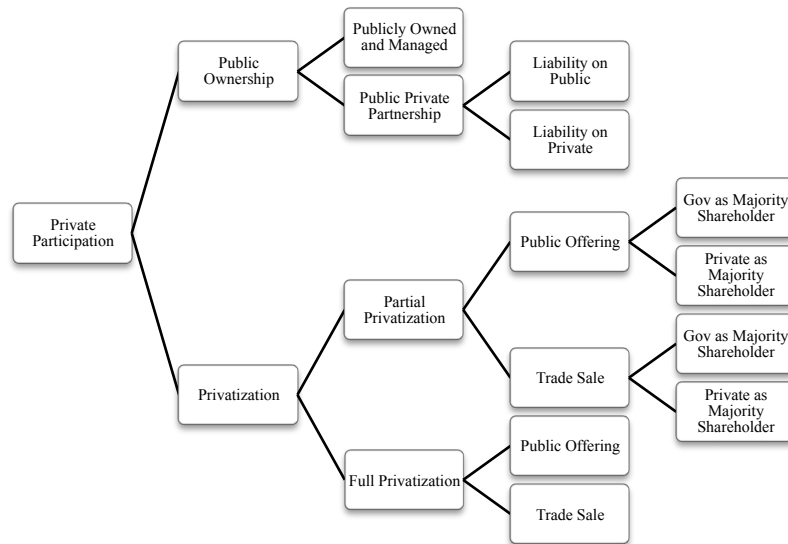 Publicly Owned
and Managed
Public
Ownership
Liability on
Public
Public Private
Partnership
Liability on
Private
Gov as Majority
Shareholder
Private
Participation
Public Offering
Private as
Majority
Shareholder
Partial
Privatization
Gov as Majority
Shareholder
Trade Sale
Privatization
Private as
Majority
Shareholder
Public Offering
Full Privatization
Trade Sale